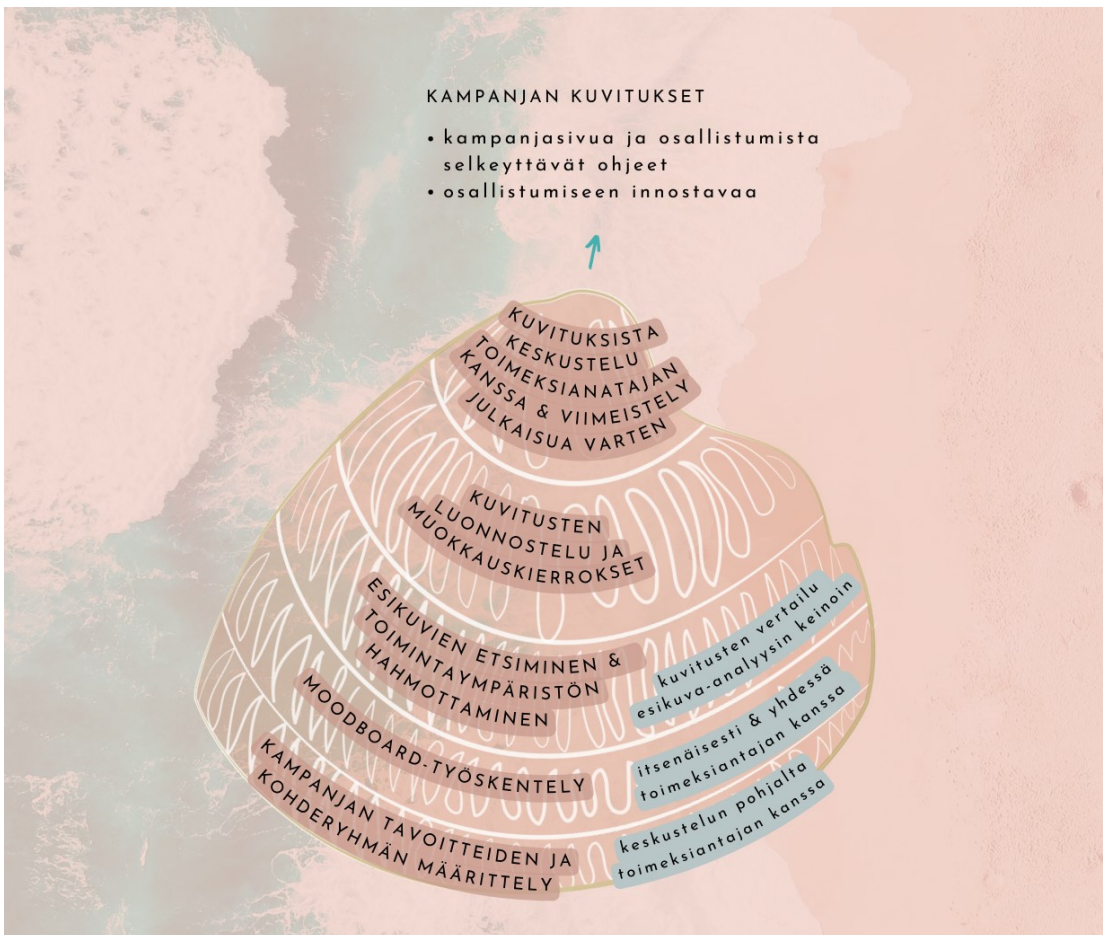 KAMPANJAN KUVITUKSET
• kampanjasivua ja osallistumista
selkeyttävät ohjeet
• osallistumiseen innostavaa
KUVITUKSISTA
KESKUSTELU
TOIMEKSIANATAJAN
KANSSA & VIIMEISTELY
JULKAISUA VARTEN
KUVITUSTEN
LUONNOSTELU JA
MUOKKAUSKIERROKSET
ESIKUVIEN ETSIMINEN &
TOIMINTAYMPÄRISTÖN
HAHMOTTAMINEN
kuvitusten vertailu
esikuva-analyysin keinoin
MOODBOARD-TYÖSKENTELY
itsenäisesti & yhdessä
toimeksiantajan kanssa
KAMPANJAN TAVOITTEIDEN JA
KOHDERYHMÄN MÄÄRITTELY
keskustelun pohjalta
toimeksiantajan kanssa